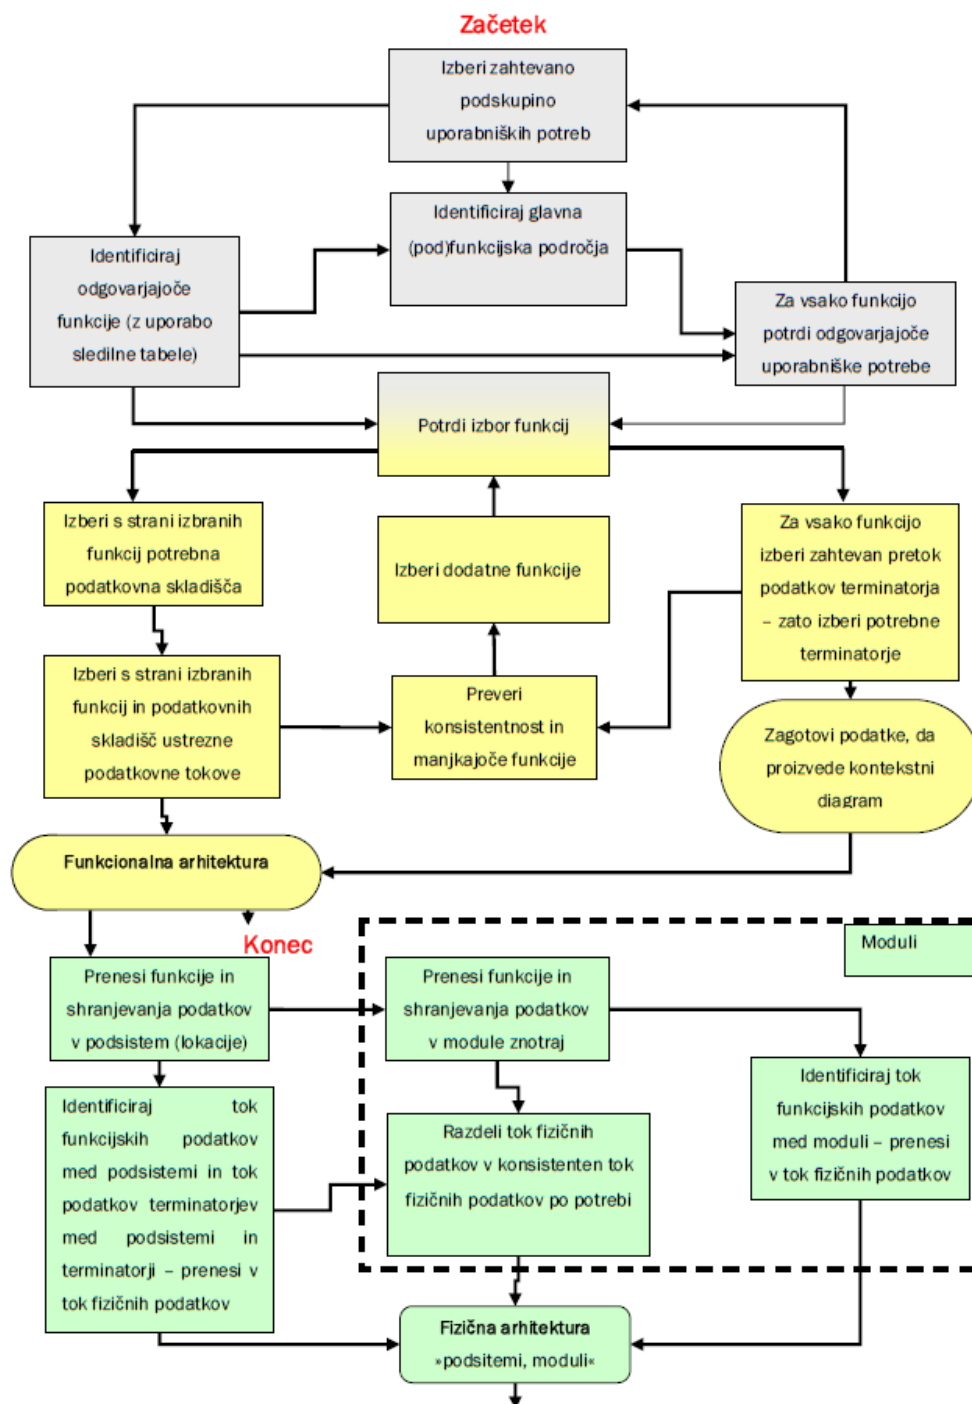 Začetek
Izberi zahtevano
podskupino
uporabniških potreb
Identificiraj glavna
(pod)funkcijska področja
Identificiraj
odgovarjajoče
funkcije (z uporabo
sledilne tabele)
Za vsako funkcijo
potrdi odgovarjajoče
uporabniške potrebe
Potrdi izbor funkcij
Izberi s strani izbranih
funkcij potrebna
podatkovna skladišča
Izberi dodatne funkcije
Za vsako funkcijo
izberi zahtevan pretok
podatkov terminatorja
– zato izberi potrebne
terminatorje
Izberi s strani izbranih
funkcij in podatkovnih
skladišč ustrezne
podatkovne tokove
Preveri
konsistentnost in
manjkajoče funkcije
Zagotovi podatke, da
proizvede kontekstni
diagram
Funkcionalna arhitektura
Konec
Moduli
Prenesi funkcije in
shranjevanja podatkov
v podsistem (lokacije)
Prenesi funkcije in
shranjevanja podatkov
v module znotraj
Identificiraj tok
funkcijskih podatkov
med moduli – prenesi
v tok fizičnih podatkov
Identificiraj tok
funkcijskih podatkov
med podsistemi in tok
podatkov terminatorjev
med podsistemi in
terminatorji – prenesi v
tok fizičnih podatkov
Razdeli tok fizičnih
podatkov v konsistenten tok
fizičnih podatkov po potrebi
Fizična arhitektura
»podsitemi, moduli«